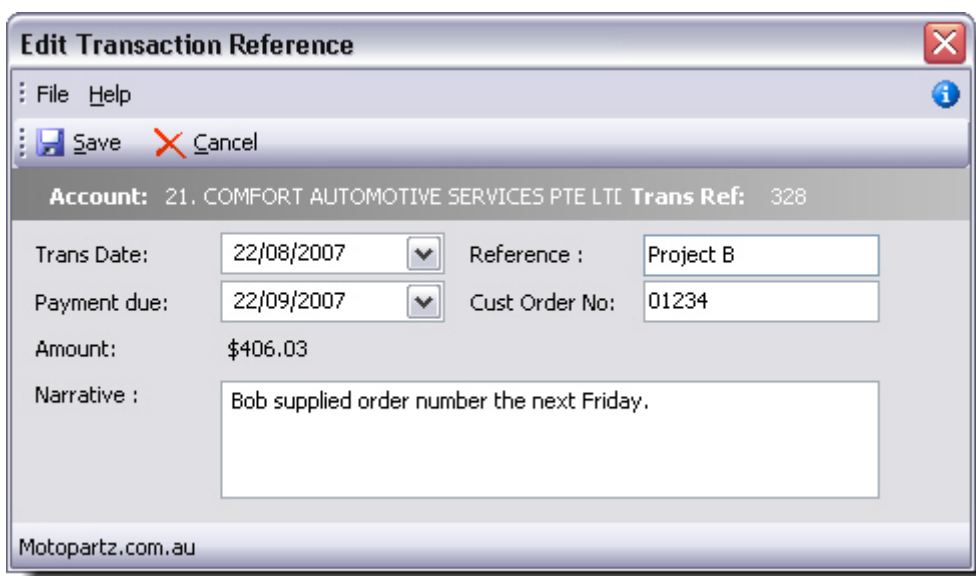 Edit Transaction Reference
File Help
Save Cancel
Account: 21. COMFORT AUTOMOTIVE SERVICES PTE LTD Trans Ref: 328
Trans Date: 22/08/2007 Reference : Project B
Payment due: 22/09/2007 Cust Order No: 01234
Amount: $406.03
Narrative : Bob supplied order number the next Friday.
Motopartz.com.au